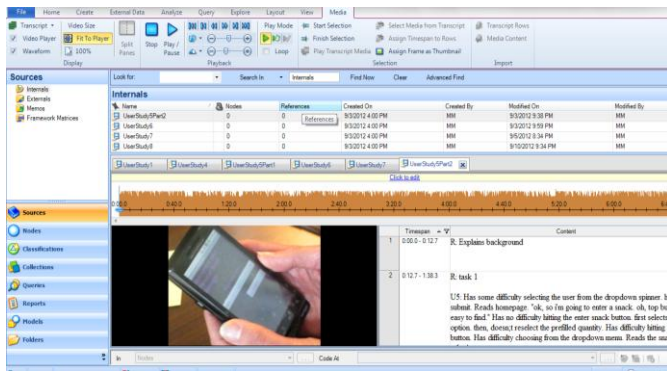 File Home Create External Data Analyze Query Explore Layout View Media
Transcript Video Size
Video Player Fit To Player
Waveform 100%
Split Panes Stop Play / Pause
Play Mode Start Selection Select Media from Transcript Transcript Rows
Finish Selection Assign Timespan to Rows Media Content
Loop Play Transcript Media Assign Frame as Thumbnail
Display Playback Selection Import
Sources
Look for: Search In Internals Find Now Clear Advanced Find
Internals
Externals
Memos
Framework Matrices
Internals
Name Nodes References Created On Created By Modified On Modified By
UserStudy5Part2 0 0 9/3/2012 4:00 PM MM 9/3/2012 9:38 PM MM
UserStudy6 0 0 9/3/2012 4:00 PM MM 9/3/2012 9:59 PM MM
UserStudy7 0 0 9/3/2012 4:00 PM MM 9/5/2012 8:34 PM MM
UserStudy8 0 0 9/3/2012 4:00 PM MM 9/10/2012 9:34 PM MM
References
UserStudy1 UserStudy4 UserStudy5Part1 UserStudy6 UserStudy7 UserStudy5Part2
Click to edit
0:00.0 0:40.0 1:20.0 2:00.0 2:40.0 3:20.0 4:00.0 4:40.0 5:20.0 6:00.0
Sources
Nodes
Classifications
Collections
Queries
Reports
Models
Folders
Timespan Content
1 0:00.0 - 0:12.7 R: Explains background
2 0:12.7 - 1:38.3 R: task 1
U5: Has some difficulty selecting the user from the dropdown spinner.
submit. Reads homepage. "ok, so i'm going to enter a snack. oh, top bu
easy to find." Has no difficulty hitting the enter snack button. first selects
option. then, doesn;t reselect the prefilled quantity. Has difficulty hitting
button. Has difficulty choosing from the dropdown menu. Reads the
In Nodes Code At